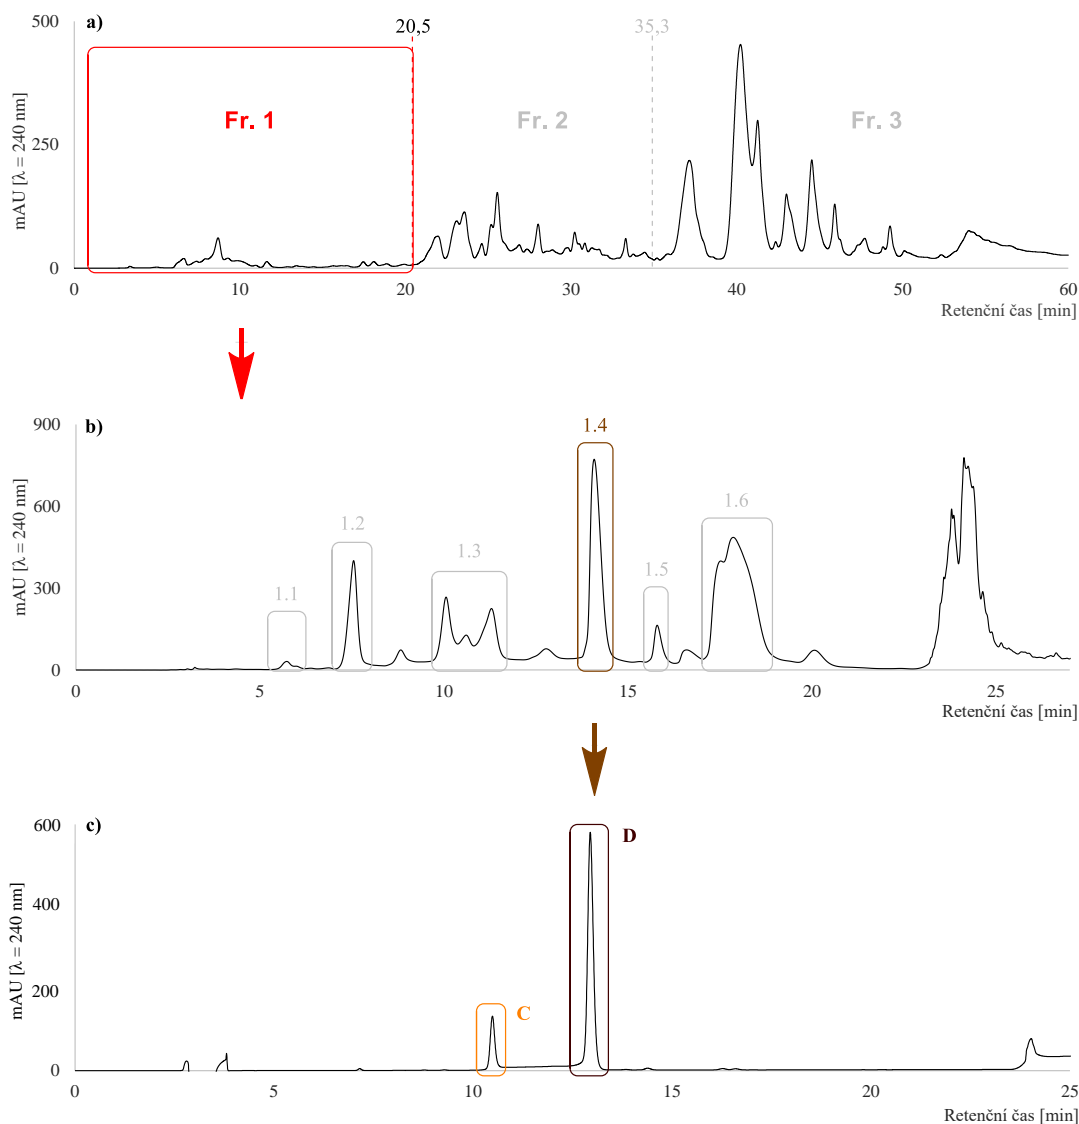 a)
20,5
35,3
Fr. 1
Fr. 2
Fr. 3
mAU [λ = 240 nm]
500
250
0
0 10 20 30 40 50 60
Retenční čas [min]
b)
1.1
1.2
1.3
1.4
1.5
1.6
mAU [λ = 240 nm]
900
600
300
0
0 5 10 15 20 25
Retenční čas [min]
c)
C
D
mAU [λ = 240 nm]
600
400
200
0
0 5 10 15 20 25
Retenční čas [min]